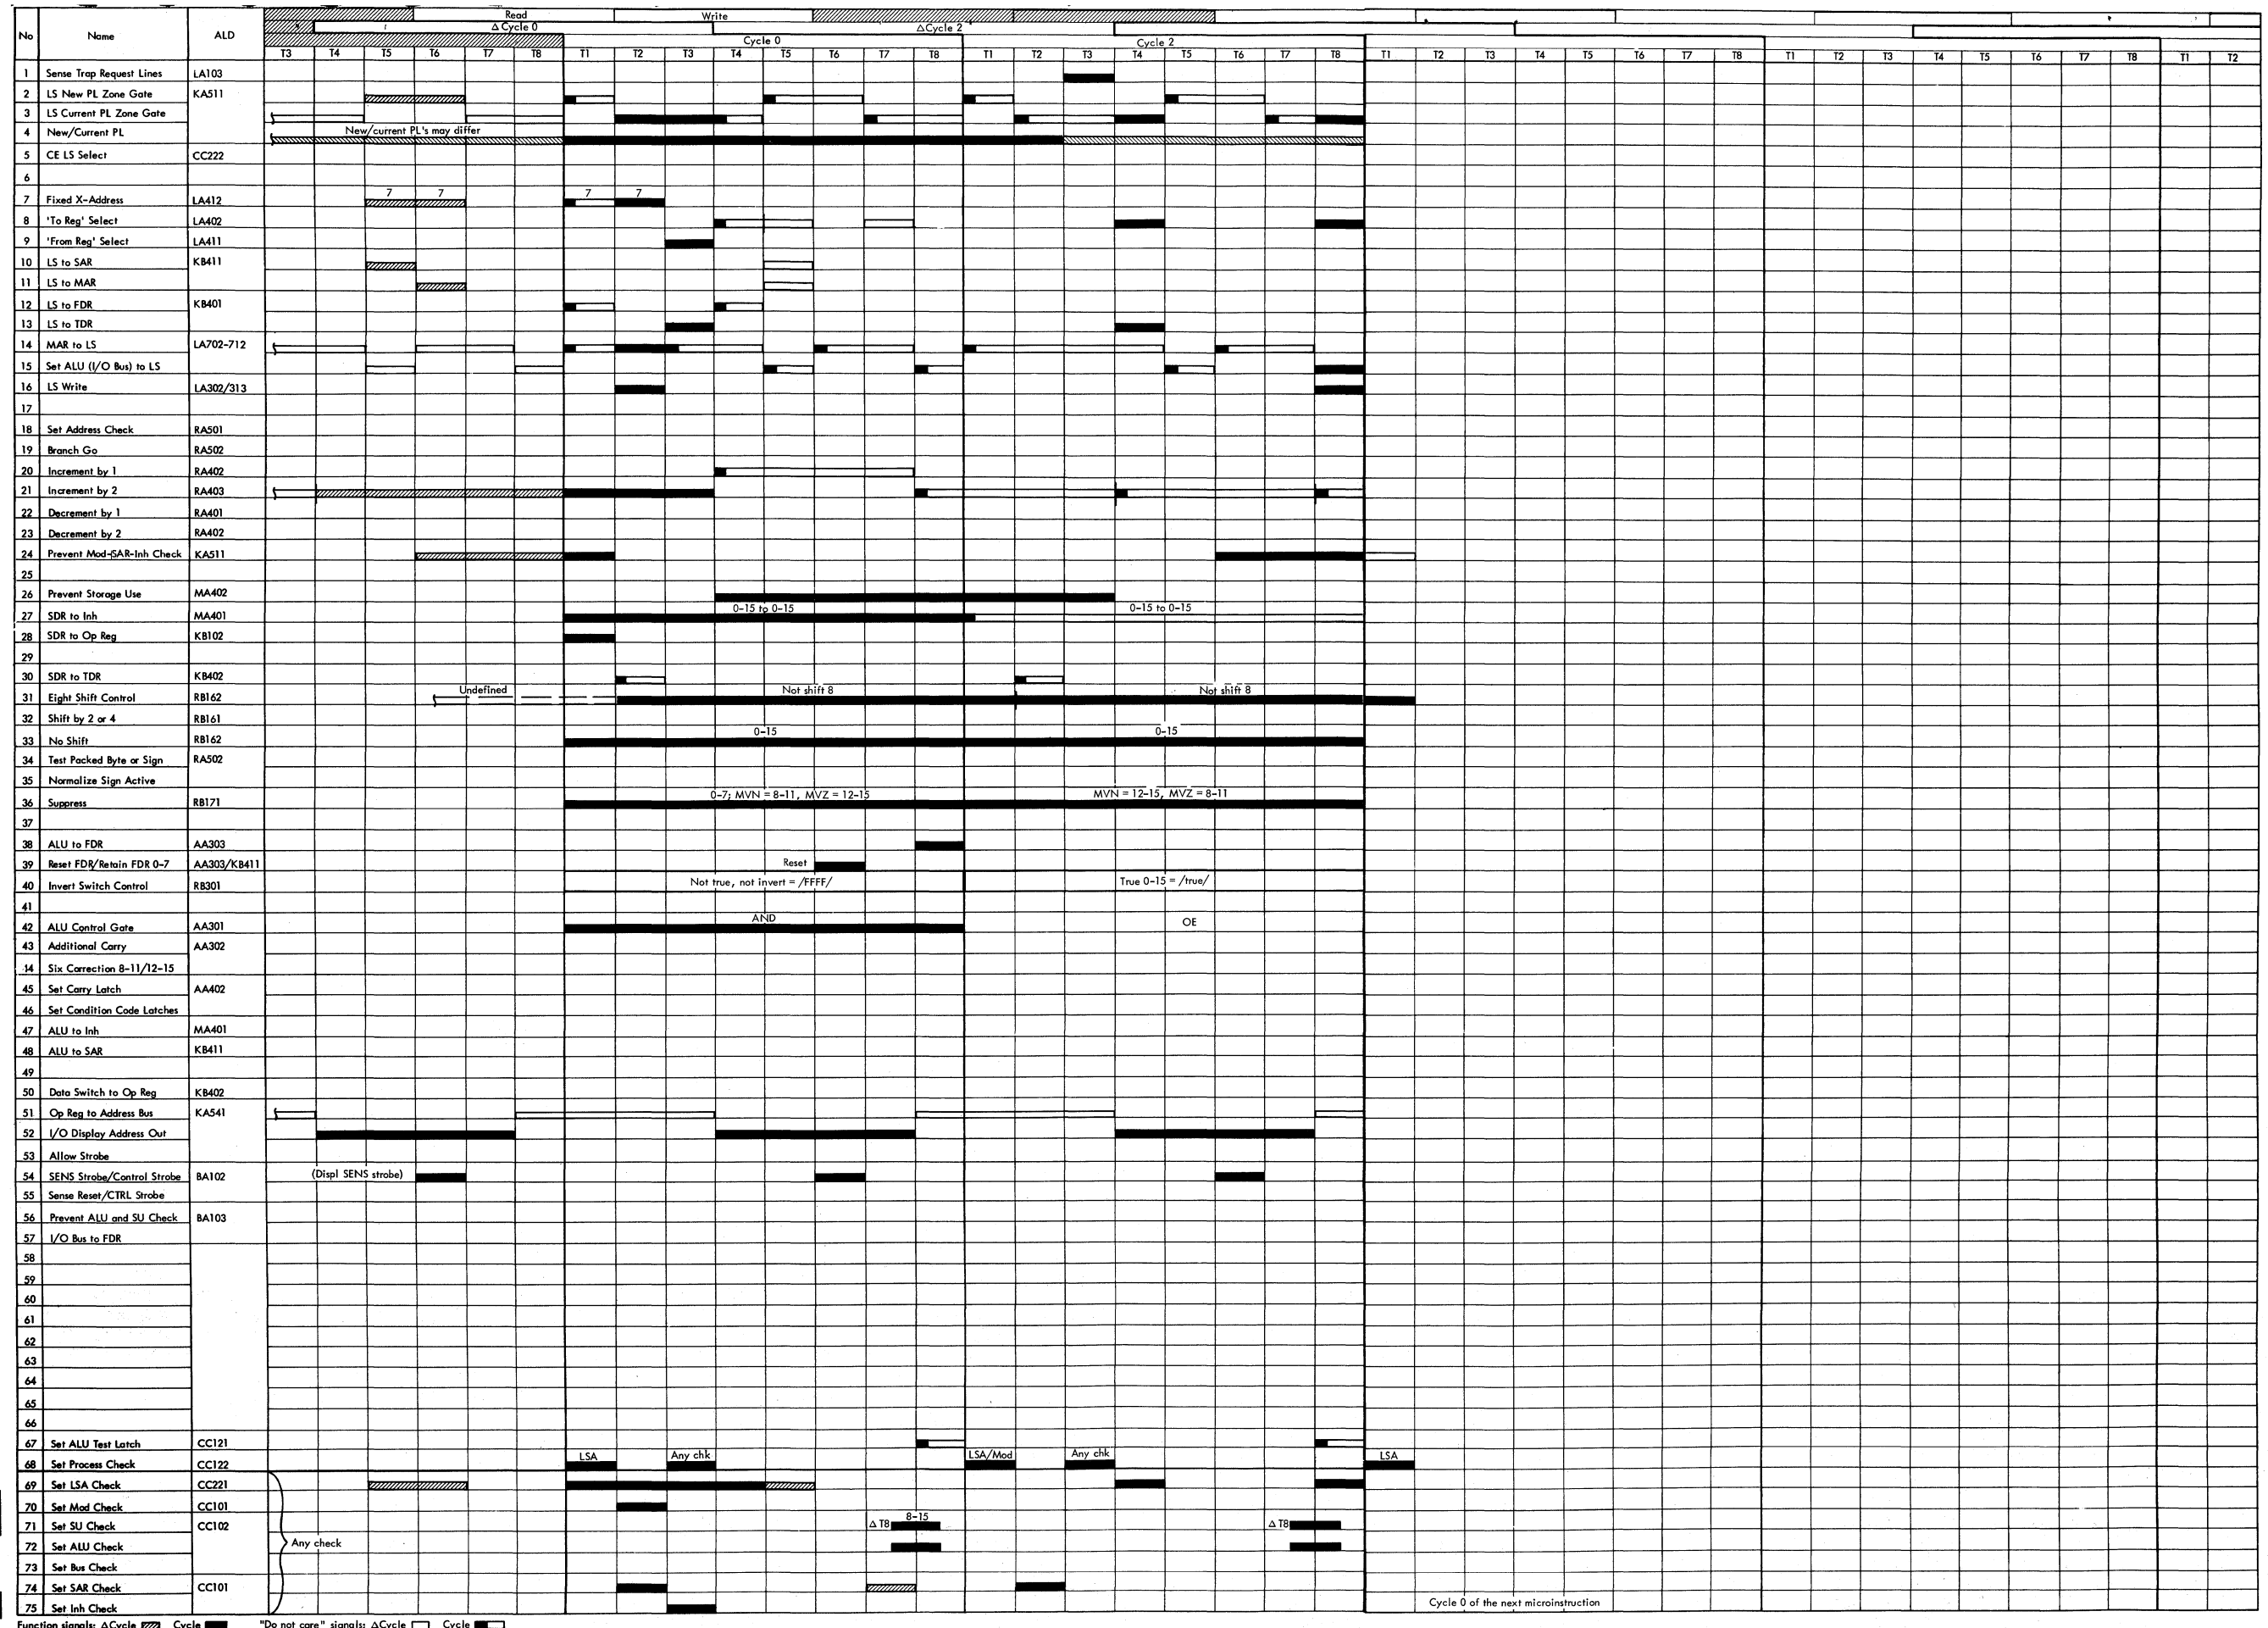 Read Write
No Name ALD Δ Cycle 0 Δ Cycle 2
Cycle 0 Cycle 2
T3 T4 T5 T6 T7 T8 T1 T2 T3 T4 T5 T6 T7 T8 T1 T2 T3 T4 T5 T6 T7 T8 T1 T2 T3 T4 T5 T6 T7 T8 T1 T2 T3 T4 T5 T6 T7 T8 T1 T2
1 Sense Trap Request Lines LA103
2 LS New PL Zone Gate KA511
3 LS Current PL Zone Gate
4 New/Current PL New/current PL's may differ
5 CE LS Select CC222
6
7 Fixed X-Address LA412 7 7 7 7
8 'To Reg' Select LA402
9 'From Reg' Select LA411
10 LS to SAR KB411
11 LS to MAR
12 LS to FDR KB401
13 LS to TDR
14 MAR to LS LA702-712
15 Set ALU (I/O Bus) to LS
16 LS Write LA302/313
17
18 Set Address Check RA501
19 Branch Go RA502
20 Increment by 1 RA402
21 Increment by 2 RA403
22 Decrement by 1 RA401
23 Decrement by 2 RA402
24 Prevent Mod-SAR-Inh Check KA511
25
26 Prevent Storage Use MA402
27 SDR to Inh MA401 0-15 to 0-15 0-15 to 0-15
28 SDR to Op Reg KB102
29
30 SDR to TDR KB402
31 Eight Shift Control RB162 Undefined Not shift 8 Not shift 8
32 Shift by 2 or 4 RB161
33 No Shift RB162 0-15 0-15
34 Test Packed Byte or Sign RA502
35 Normalize Sign Active
36 Suppress RB171 0-7; MVN = 8-11, MVZ = 12-15 MVN = 12-15, MVZ = 8-11
37
38 ALU to FDR AA303
39 Reset FDR/Retain FDR 0-7 AA303/KB411 Reset
40 Invert Switch Control RB301 Not true, not invert = /FFFF/ True 0-15 = /true/
41
42 ALU Control Gate AA301 AND OE
43 Additional Carry AA302
44 Six Correction 8-11/12-15
45 Set Carry Latch AA402
46 Set Condition Code Latches
47 ALU to Inh MA401
48 ALU to SAR KB411
49
50 Data Switch to Op Reg KB402
51 Op Reg to Address Bus KA541
52 I/O Display Address Out
53 Allow Strobe
54 SENS Strobe/Control Strobe BA102 (Displ SENS strobe)
55 Sense Reset/CTRL Strobe
56 Prevent ALU and SU Check BA103
57 I/O Bus to FDR
58
59
60
61
62
63
64
65
66
67 Set ALU Test Latch CC121
68 Set Process Check CC122 LSA Any chk LSA/Mod Any chk LSA
69 Set LSA Check CC221
70 Set Mod Check CC101
71 Set SU Check CC102 Δ T8 8-15 Δ T8
72 Set ALU Check Any check
73 Set Bus Check
74 Set SAR Check CC101
75 Set Inh Check Cycle 0 of the next microinstruction
Function signals: ΔCycle Cycle "Do not care" signals: ΔCycle Cycle